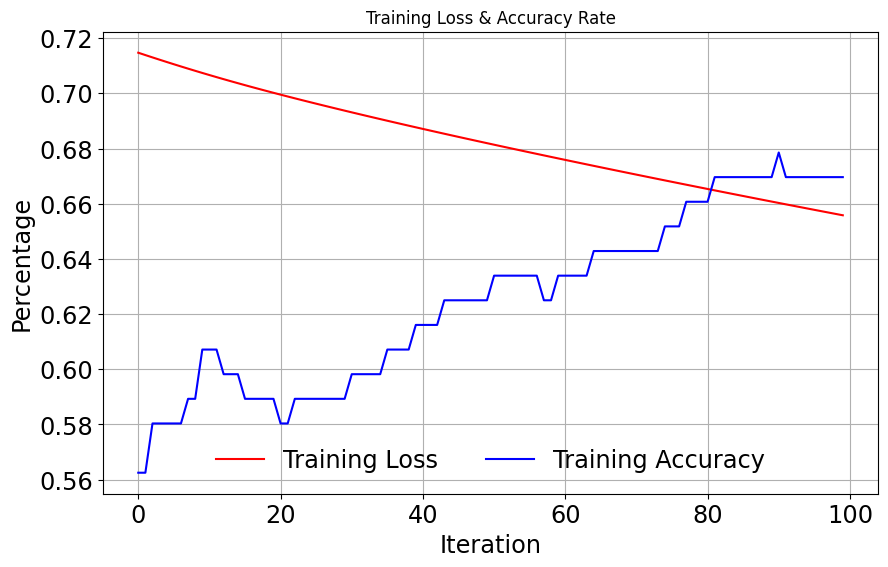 Training Loss & Accuracy Rate
0.72
0.70
0.68
0.66
0.64
0.62
0.60
0.58
0.56
Percentage
Training Loss
Training Accuracy
0 20 40 60 80 100
Iteration